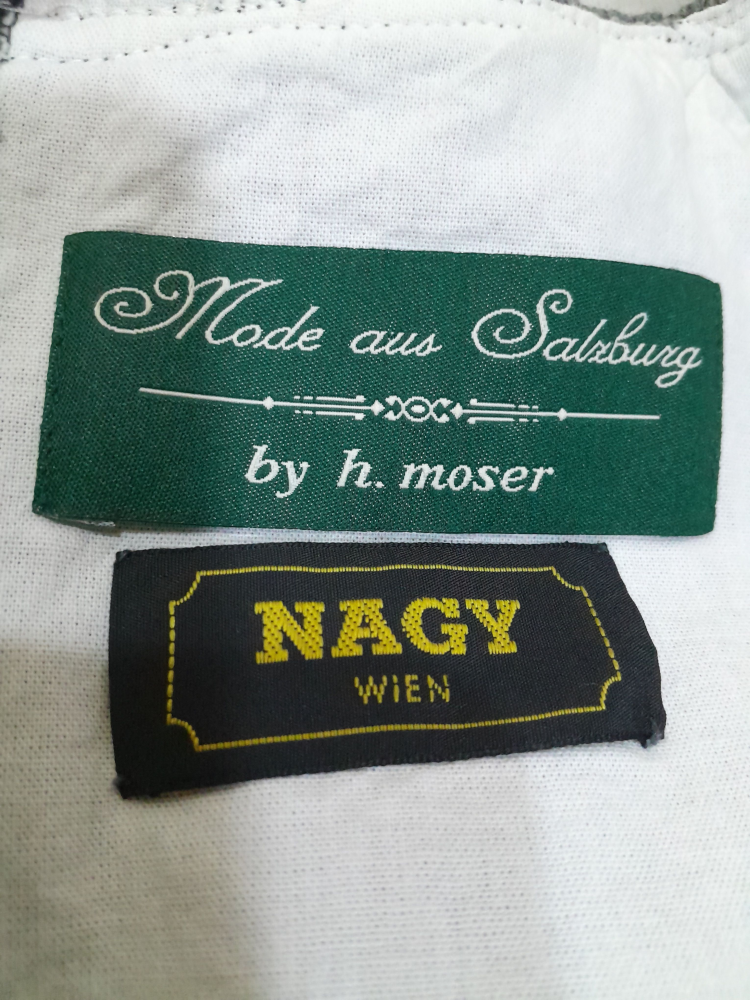 Mode aus Salzburg
by h. moser
NAGY
WIEN